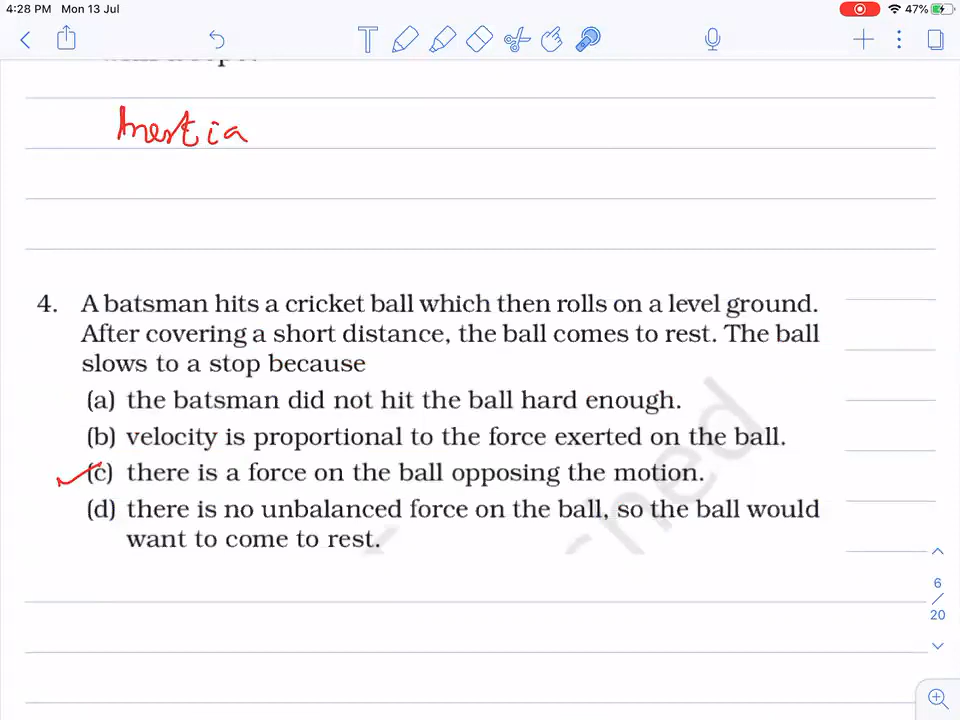 4:28 PM Mon 13 Jul
47%
Inertia
4. A batsman hits a cricket ball which then rolls on a level ground.
After covering a short distance, the ball comes to rest. The ball
slows to a stop because
(a) the batsman did not hit the ball hard enough.
(b) velocity is proportional to the force exerted on the ball.
(c) there is a force on the ball opposing the motion.
(d) there is no unbalanced force on the ball, so the ball would
want to come to rest.
6
/
20